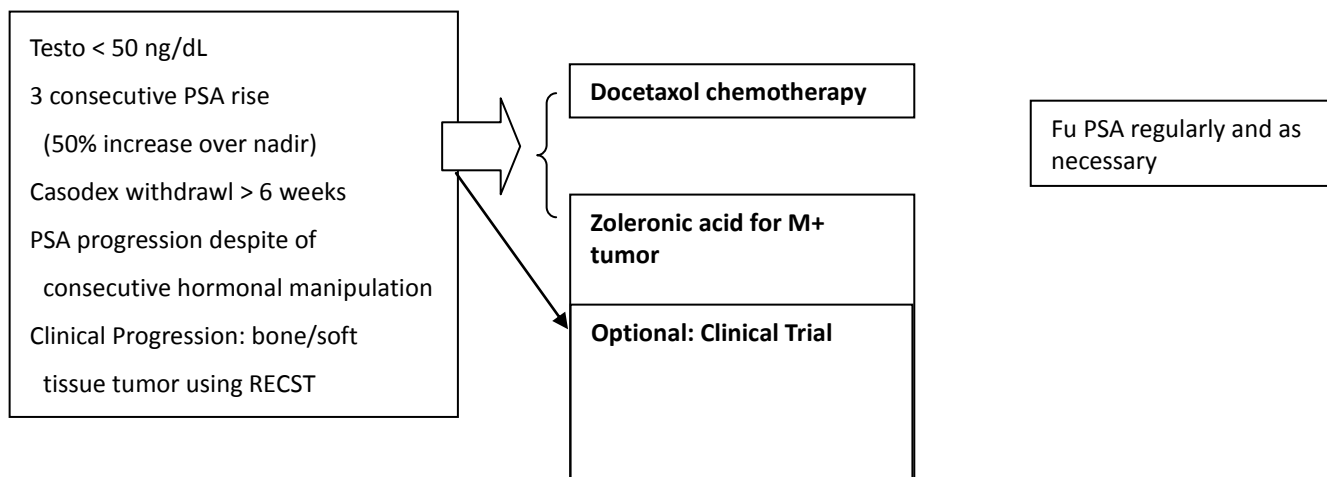 Testo < 50 ng/dL
3 consecutive PSA rise
(50% increase over nadir)
Casodex withdrawl > 6 weeks
PSA progression despite of
consecutive hormonal manipulation
Clinical Progression: bone/soft
tissue tumor using RECST
Docetaxol chemotherapy
Zoleronic acid for M+
tumor
Optional: Clinical Trial
Fu PSA regularly and as
necessary